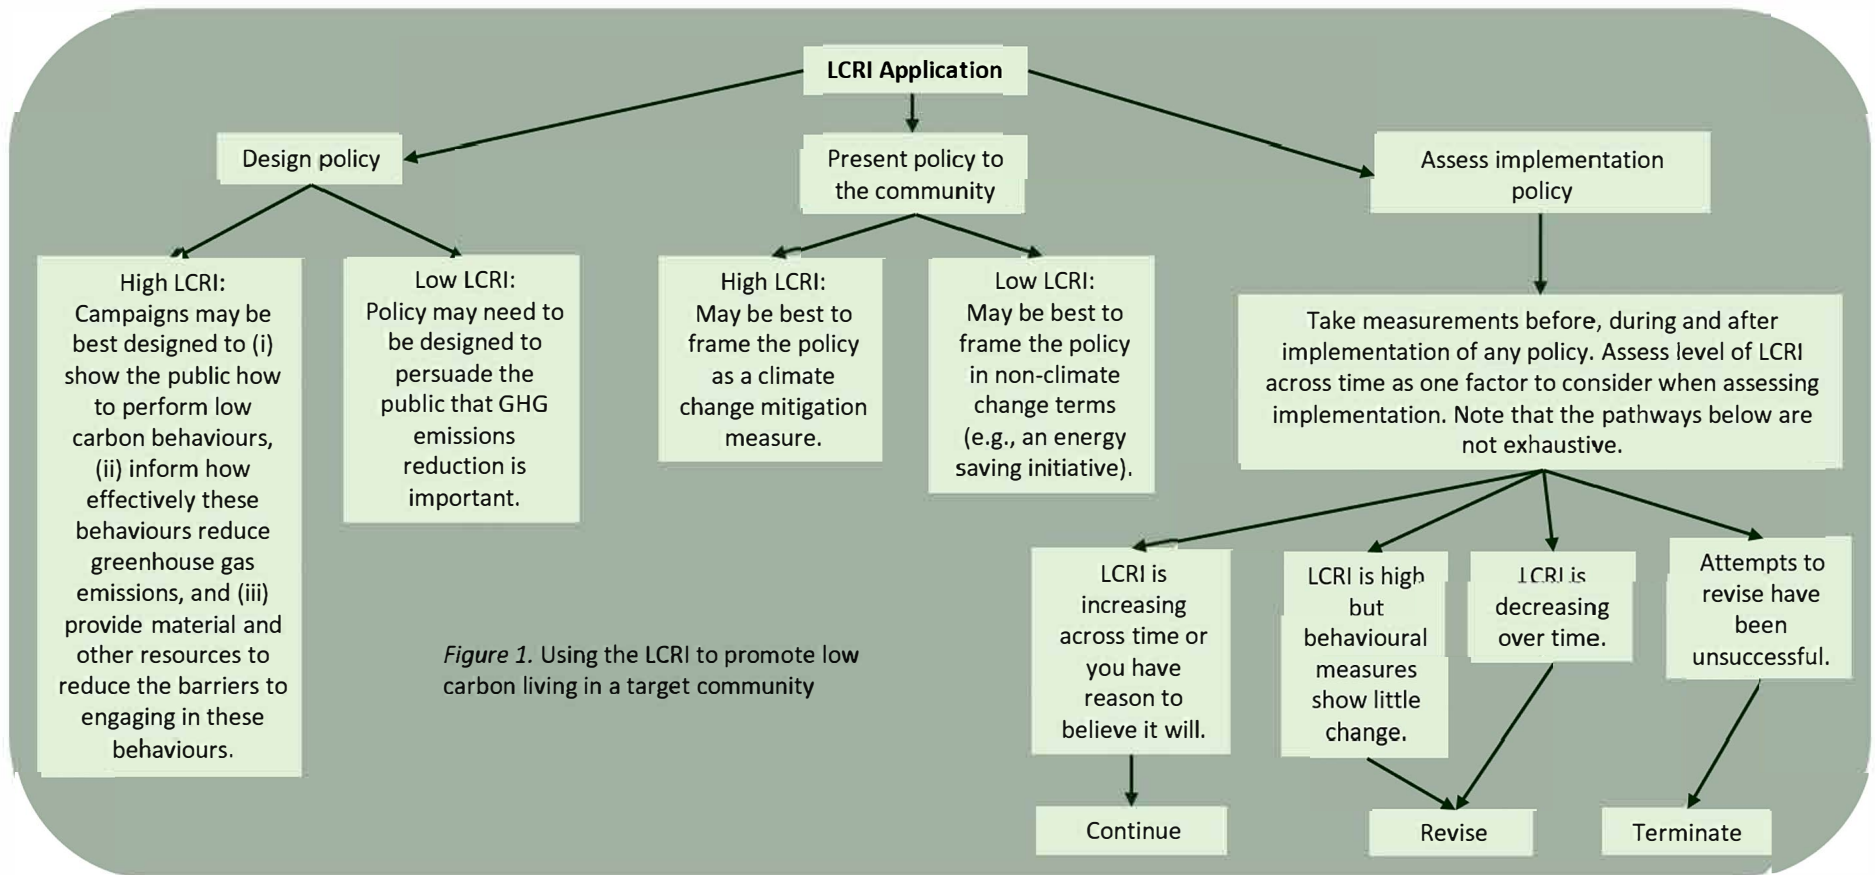 LCRI Application
Design policy
Present policy to
the community
Assess implementation
policy
High LCRI:
Campaigns may be
best designed to (i)
show the public how
to perform low
carbon behaviours,
(ii) inform how
effectively these
behaviours reduce
greenhouse gas
emissions, and (iii)
provide material and
other resources to
reduce the barriers to
engaging in these
behaviours.
Low LCRI:
Policy may need to
be designed to
persuade the
public that GHG
emissions
reduction is
important.
High LCRI:
May be best to
frame the policy
as a climate
change mitigation
measure.
Low LCRI:
May be best to
frame the policy
in non-climate
change terms
(e.g., an energy
saving initiative).
Take measurements before, during and after
implementation of any policy. Assess level of LCRI
across time as one factor to consider when assessing
implementation. Note that the pathways below are
not exhaustive.
LCRI is
increasing
across time or
you have
reason to
believe it will.
LCRI is high
but
behavioural
measures
show little
change.
LCRI is
decreasing
over time.
Attempts to
revise have
been
unsuccessful.
Continue
Revise
Terminate
Figure 1. Using the LCRI to promote low
carbon living in a target community